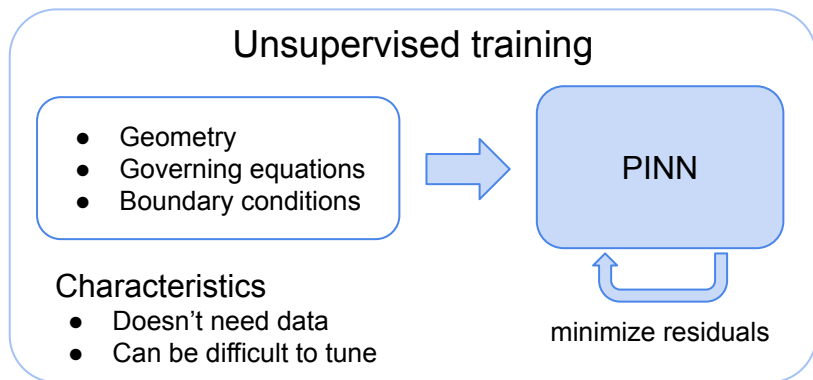 Unsupervised training
● Geometry
● Governing equations
● Boundary conditions
PINN
Characteristics
● Doesn’t need data
● Can be difficult to tune
minimize residuals